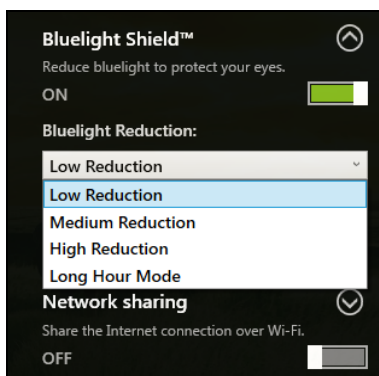 Bluelight Shield™
Reduce bluelight to protect your eyes.
ON
Bluelight Reduction:
Low Reduction
Low Reduction
Medium Reduction
High Reduction
Long Hour Mode
Network sharing
Share the Internet connection over Wi-Fi.
OFF